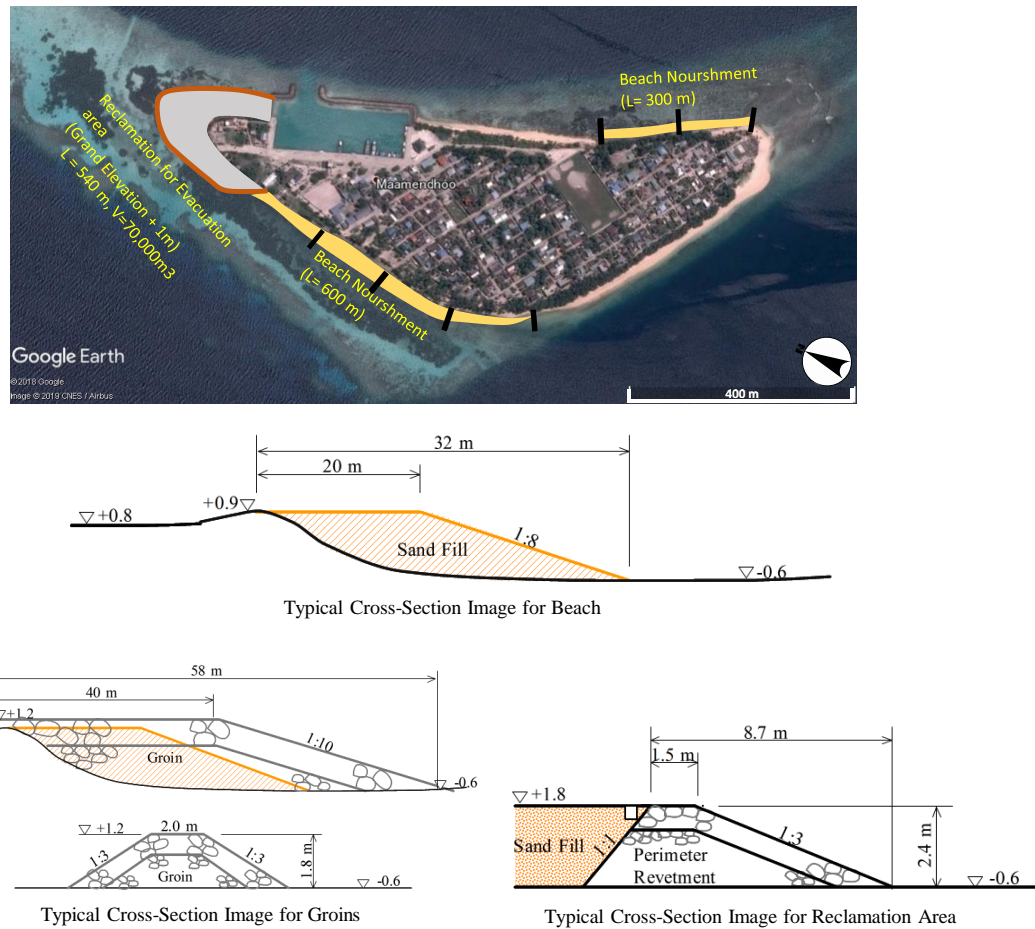 Beach Nourshment
(L= 300 m)
Reclamation for Evacuation
area
(Grand Elevation + 1m)
L = 540 m, V=70,000m3
Maamendhoo
Beach Nourshment
(L= 600 m)
Google Earth
©2018 Google
Image © 2019 CNES / Airbus
N
400 m
32 m
20 m
+0.9
+0.8
1:8
Sand Fill
-0.6
Typical Cross-Section Image for Beach
58 m
40 m
+1.2
1:10
Groin
-0.6
+1.2
2.0 m
1:3
1:3
1.8 m
Groin
-0.6
Typical Cross-Section Image for Groins
8.7 m
1.5 m
+1.8
Sand Fill
1:1
1:3
2.4 m
Perimeter
Revetment
-0.6
Typical Cross-Section Image for Reclamation Area